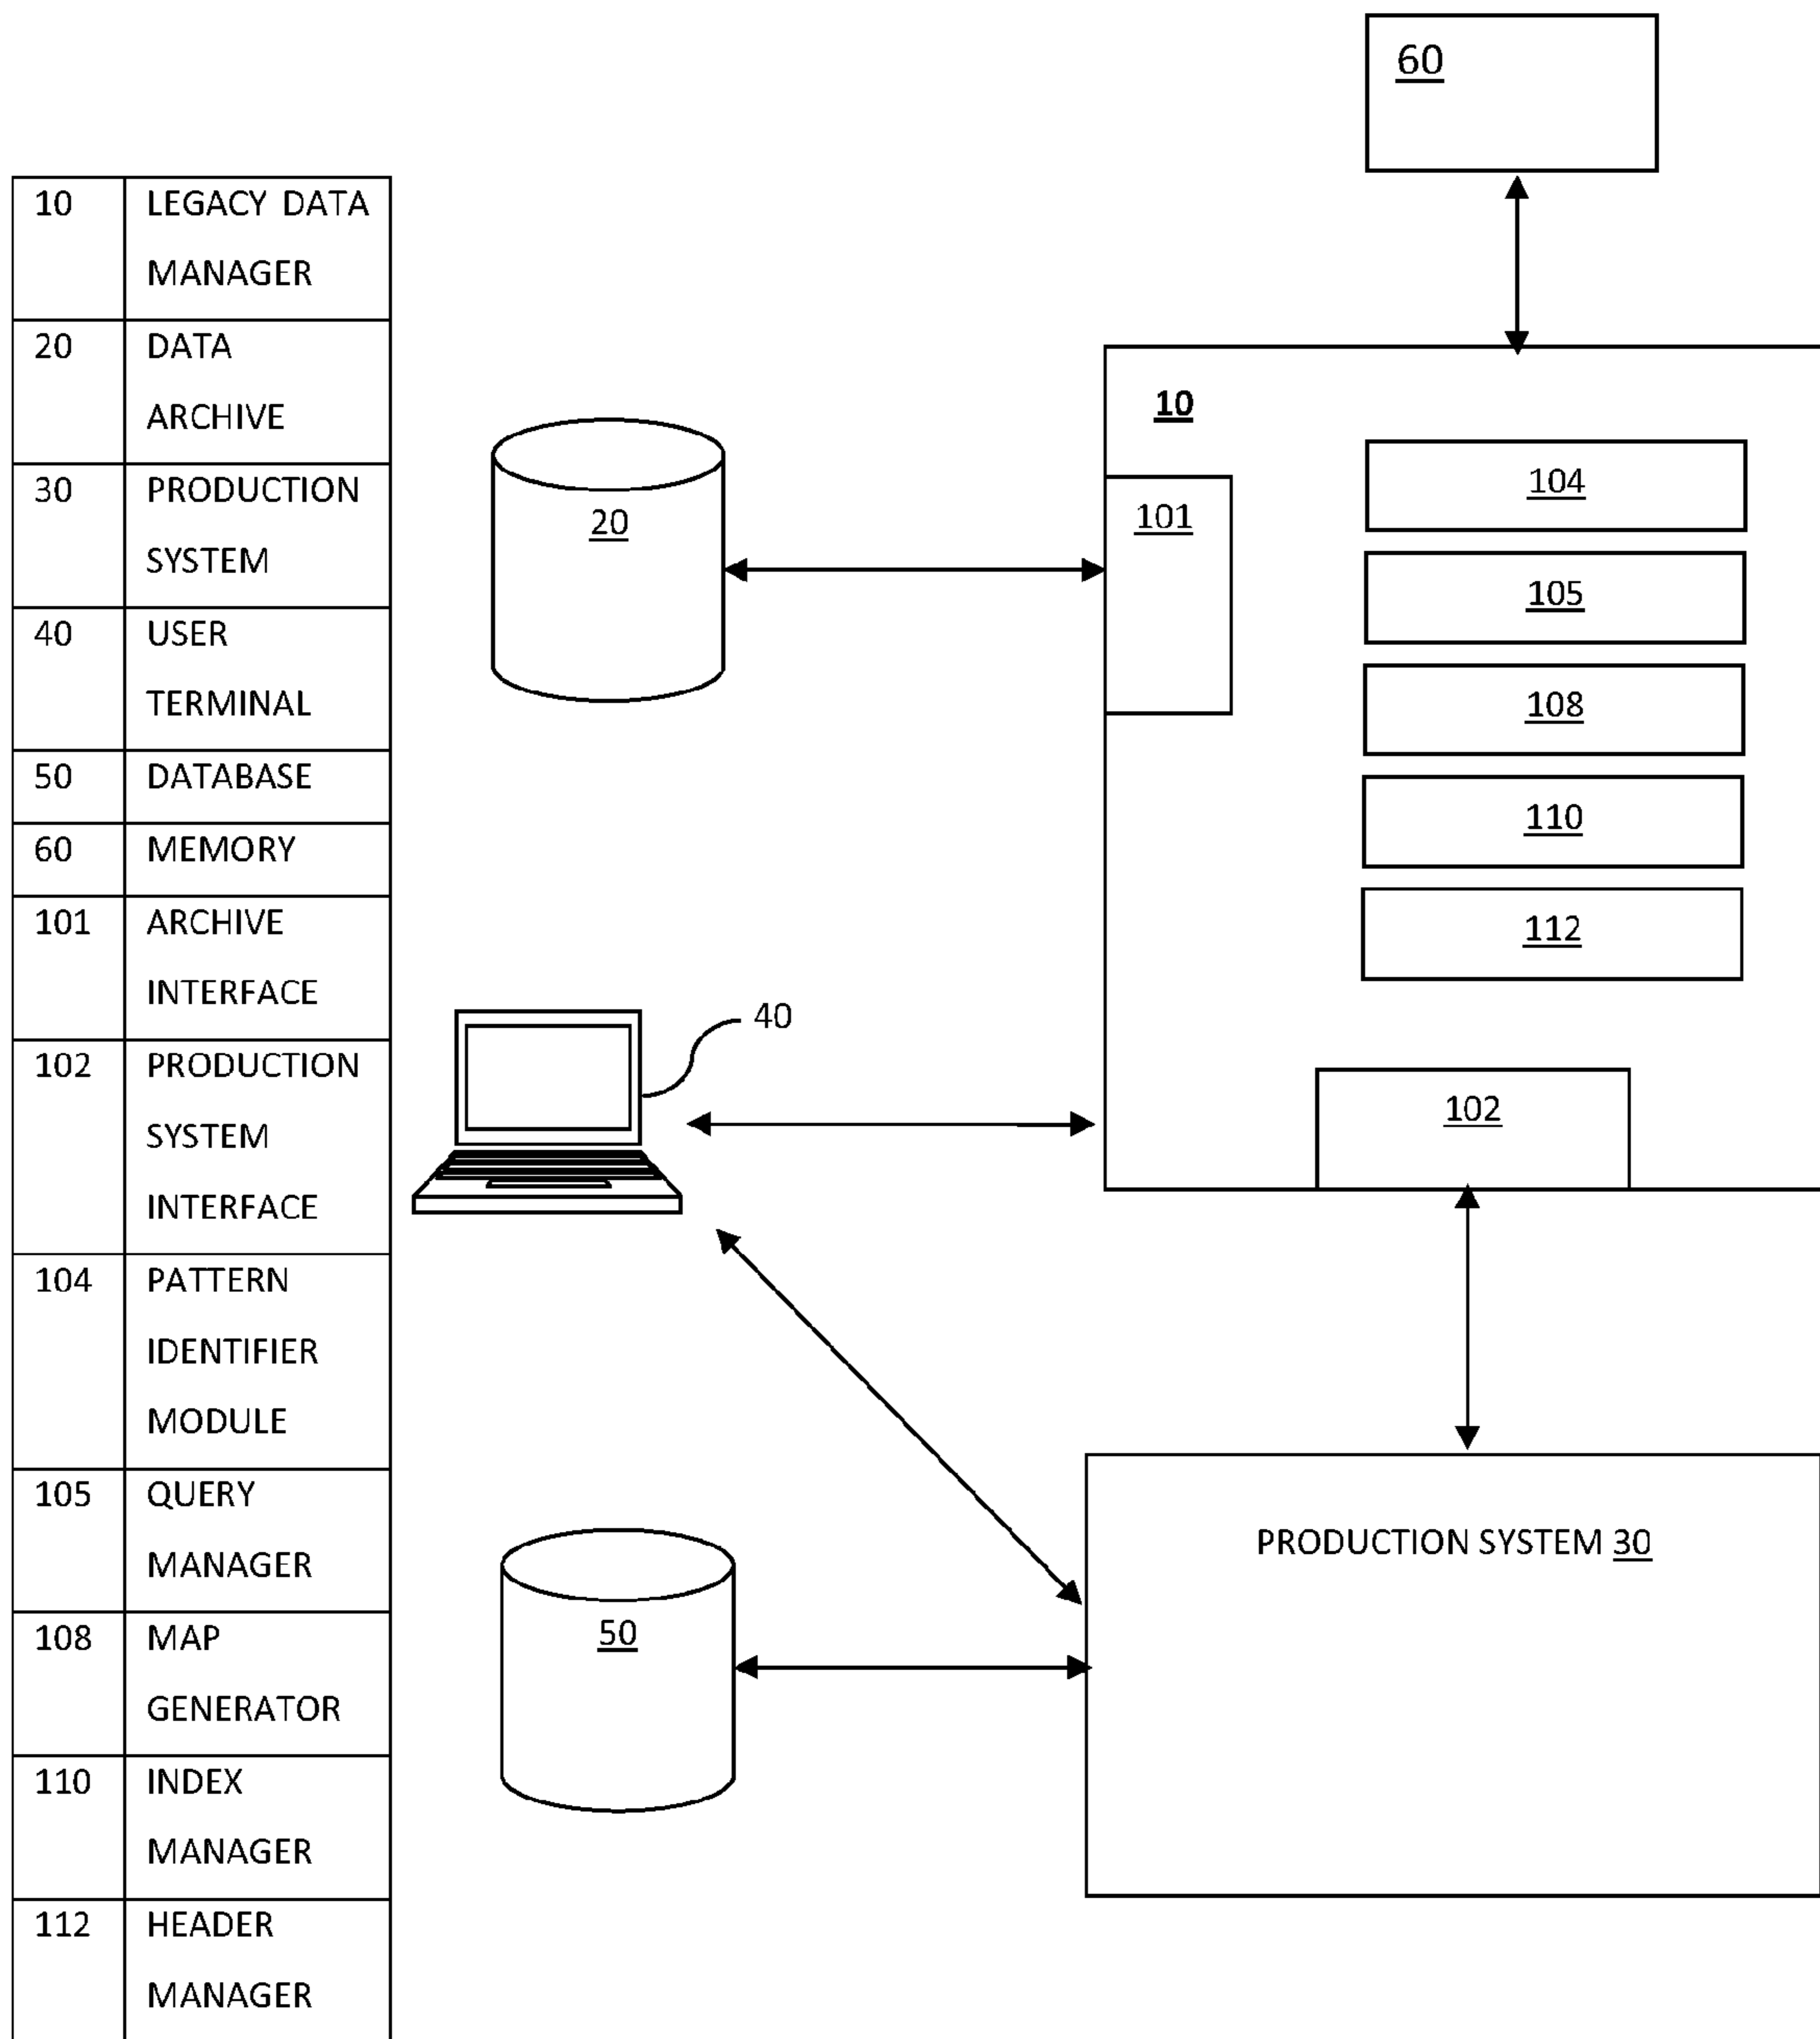 10 LEGACY DATA
MANAGER
20 DATA
ARCHIVE
30 PRODUCTION
SYSTEM
40 USER
TERMINAL
50 DATABASE
60 MEMORY
101 ARCHIVE
INTERFACE
102 PRODUCTION
SYSTEM
INTERFACE
104 PATTERN
IDENTIFIER
MODULE
105 QUERY
MANAGER
108 MAP
GENERATOR
110 INDEX
MANAGER
112 HEADER
MANAGER
60
10
104
101
20
105
108
110
112
40
102
PRODUCTION SYSTEM 30
50